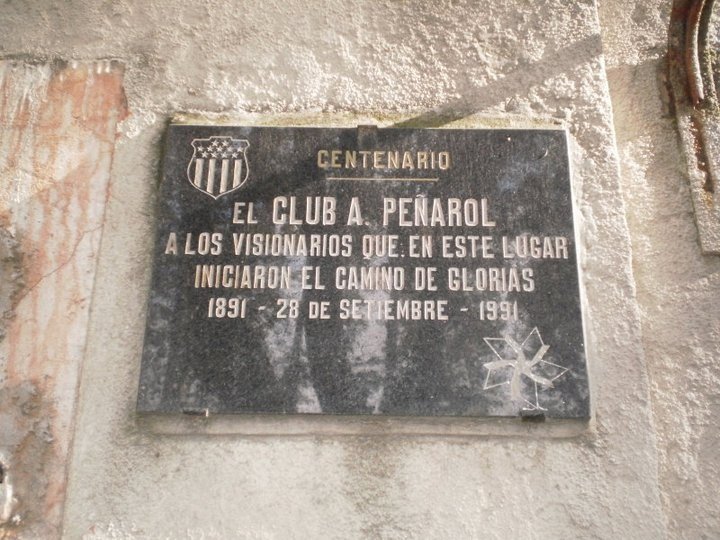 CENTENARIO
EL CLUB A. PEÑAROL
A LOS VISIONARIOS QUE.EN ESTE LUGAR
INICIARON EL CAMINO DE GLORIAS
1891 - 28 DE SETIEMBRE - 1991